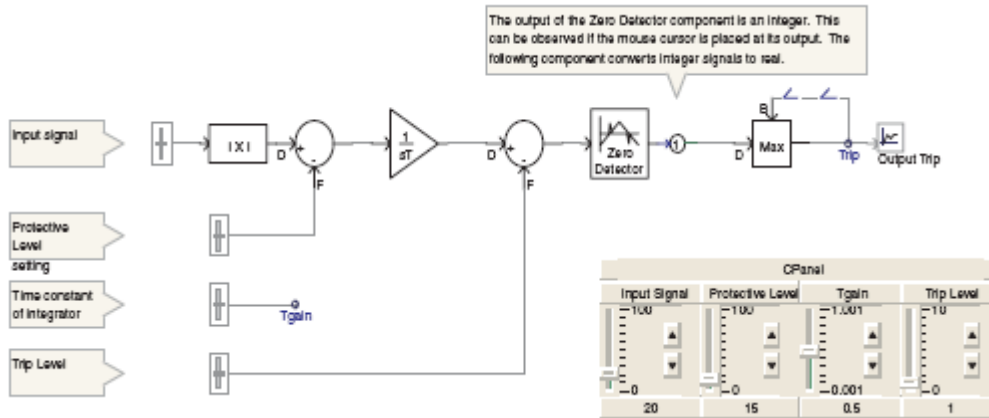 The output of the Zero Detector component is an integer. This
can be observed if the mouse cursor is placed at its output. The
following component converts integer signals to real.
Input signal
| X |
D
+
-
F
1
sT
D
+
-
F
Zero
Detector
1
D
B
Max
Trip
Output Trip
Protective
Level
setting
Time constant
of integrator
Tgain
Trip Level
CPanel
Input Signal
Protective Level
Tgain
Trip Level
100
100
1.001
10
0
0
0.001
0
20
15
0.5
1